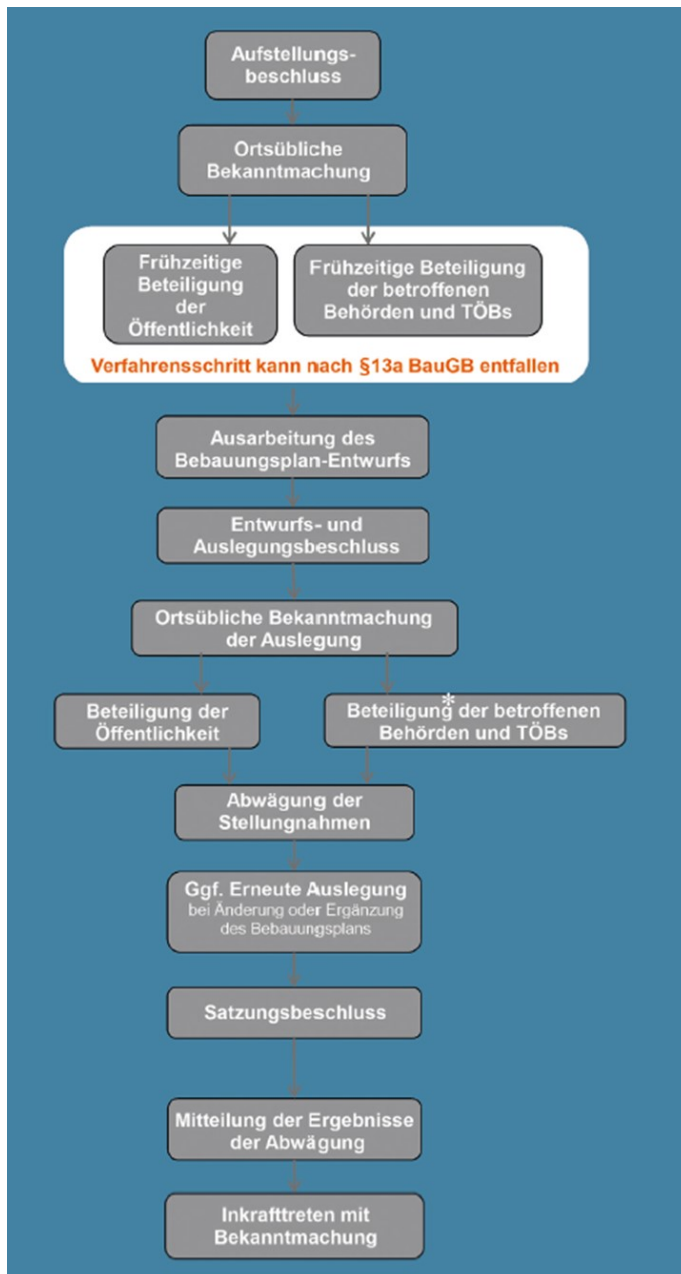 Aufstellungs-
beschluss
Ortsübliche
Bekanntmachung
Frühzeitige
Beteiligung
der
Öffentlichkeit
Frühzeitige Beteiligung
der betroffenen
Behörden und TÖBs
Verfahrensschritt kann nach §13a BauGB entfallen
Ausarbeitung des
Bebauungsplan-Entwurfs
Entwurfs- und
Auslegungsbeschluss
Ortsübliche Bekanntmachung
der Auslegung
Beteiligung der
Öffentlichkeit
Beteiligung* der betroffenen
Behörden und TÖBs
Abwägung der
Stellungnahmen
Ggf. Erneute Auslegung
bei Änderung oder Ergänzung
des Bebauungsplans
Satzungsbeschluss
Mitteilung der Ergebnisse
der Abwägung
Inkrafttreten mit
Bekanntmachung